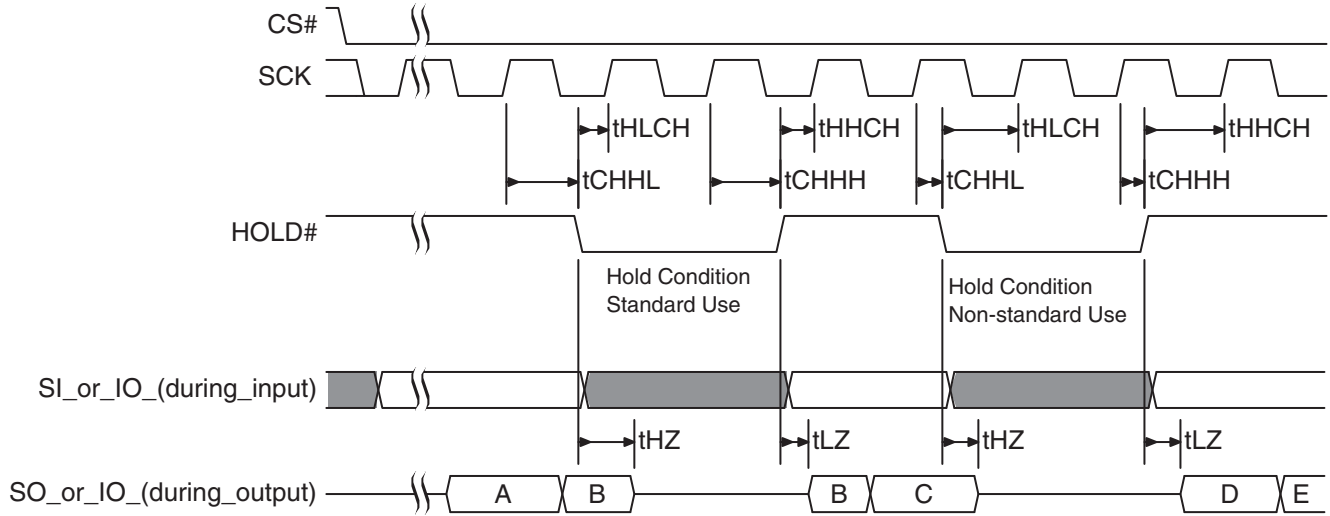 CS#
SCK
tHLCH
tHHCH
tHLCH
tHHCH
tCHHL
tCHHH
tCHHL
tCHHH
HOLD#
Hold Condition
Standard Use
Hold Condition
Non-standard Use
SI_or_IO_(during_input)
tHZ
tLZ
tHZ
tLZ
SO_or_IO_(during_output)
A
B
B
C
D
E